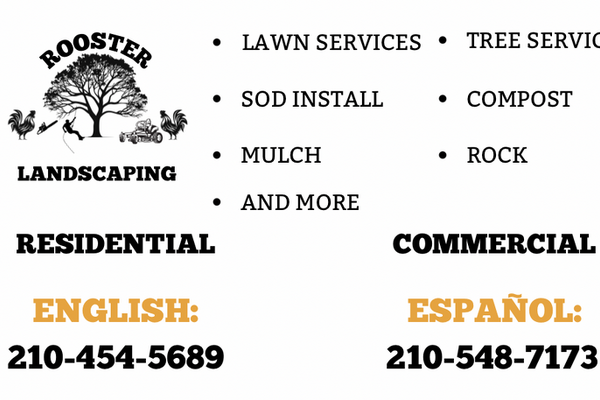 ROOSTER
LANDSCAPING
• LAWN SERVICES
• SOD INSTALL
• MULCH
• AND MORE
• TREE SERVIC
• COMPOST
• ROCK
RESIDENTIAL
COMMERCIAL
ENGLISH:
210-454-5689
ESPAÑOL:
210-548-7173